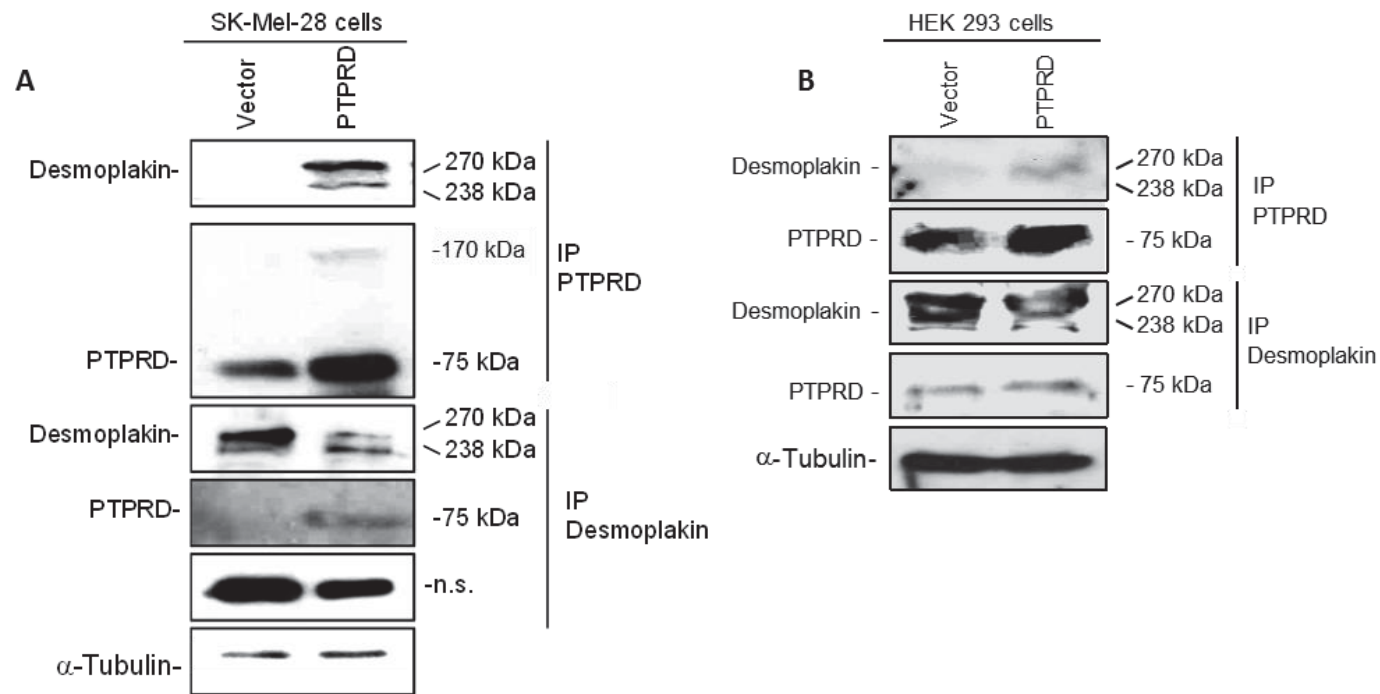 A
SK-Mel-28 cells
Vector
PTPRD
Desmoplakin-
270 kDa
238 kDa
-170 kDa
PTPRD-
-75 kDa
IP
PTPRD
Desmoplakin-
270 kDa
238 kDa
PTPRD-
-75 kDa
-n.s.
IP
Desmoplakin
α-Tubulin-
B
HEK 293 cells
Vector
PTPRD
Desmoplakin -
270 kDa
238 kDa
PTPRD -
- 75 kDa
IP
PTPRD
Desmoplakin -
270 kDa
238 kDa
PTPRD -
- 75 kDa
IP
Desmoplakin
α-Tubulin-